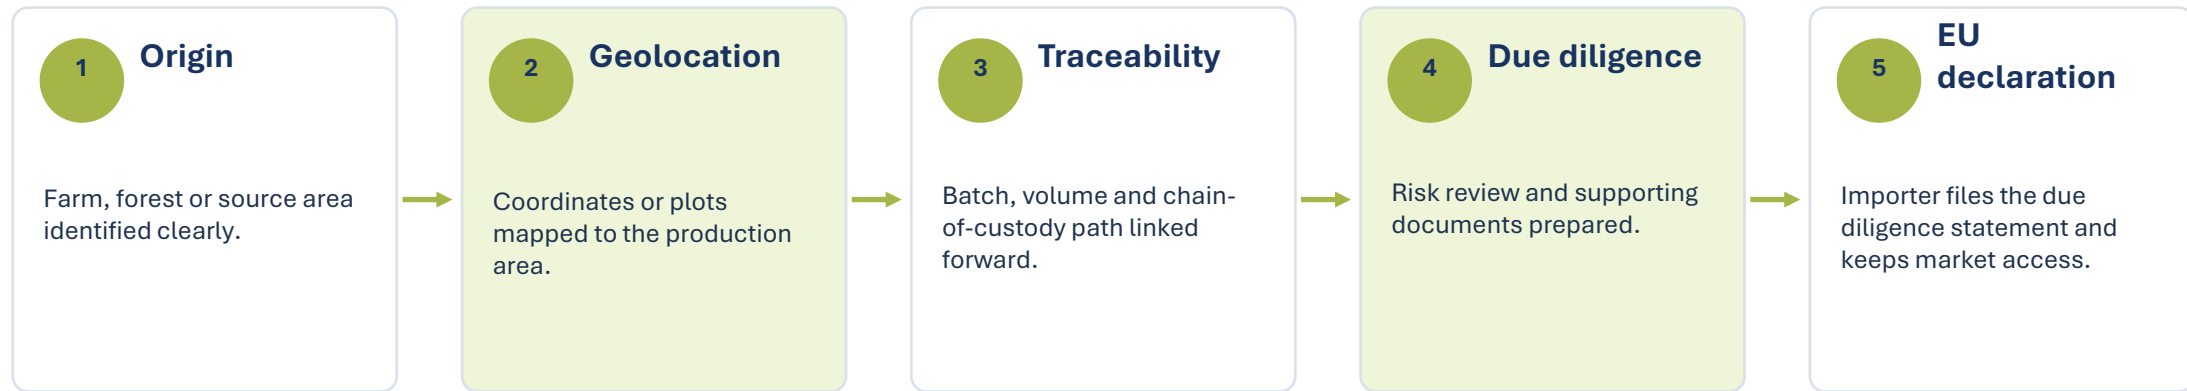 1
Origin
Farm, forest or source area
identified clearly.
2
Geolocation
Coordinates or plots
mapped to the production
area.
3
Traceability
Batch, volume and chain-
of-custody path linked
forward.
4
Due diligence
Risk review and supporting
documents prepared.
5
EU
declaration
Importer files the due
diligence statement and
keeps market access.